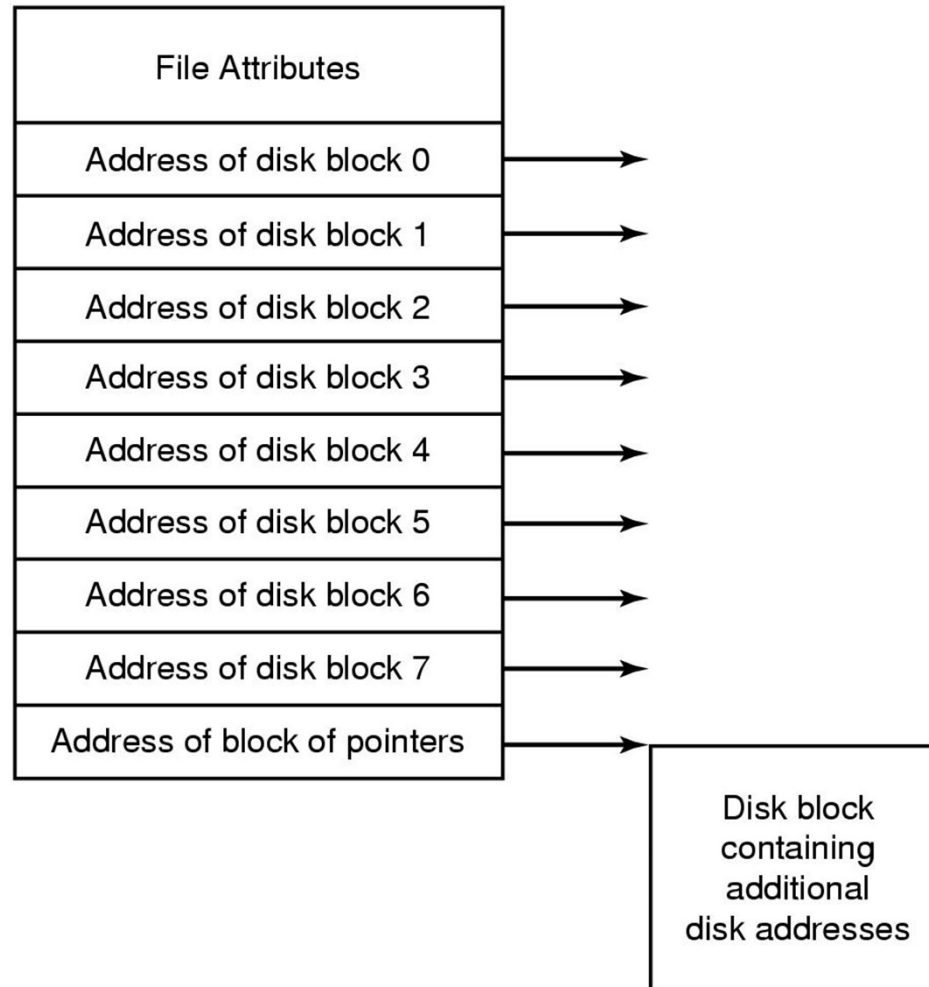 File Attributes
Address of disk block 0
Address of disk block 1
Address of disk block 2
Address of disk block 3
Address of disk block 4
Address of disk block 5
Address of disk block 6
Address of disk block 7
Address of block of pointers
Disk block
containing
additional
disk addresses